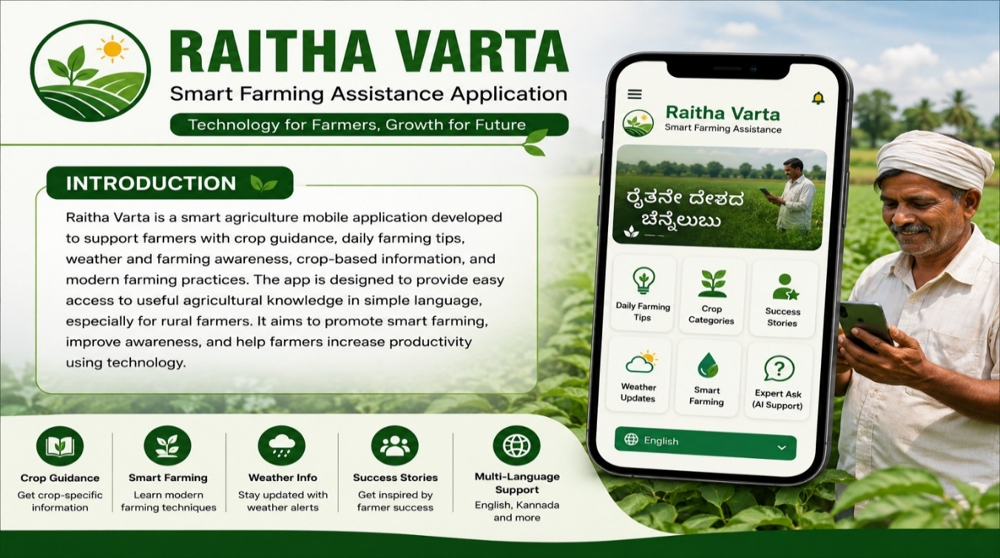 RAITHA VARTA
Smart Farming Assistance Application
Technology for Farmers, Growth for Future
INTRODUCTION
Raitha Varta is a smart agriculture mobile application developed
to support farmers with crop guidance, daily farming tips,
weather and farming awareness, crop-based information, and
modern farming practices. The app is designed to provide easy
access to useful agricultural knowledge in simple language,
especially for rural farmers. It aims to promote smart farming,
improve awareness, and help farmers increase productivity
using technology.
Crop Guidance
Get crop-specific
information
Smart Farming
Learn modern
farming techniques
Weather Info
Stay updated with
weather alerts
Success Stories
Get inspired by
farmer success
Multi-Language
Support
English, Kannada
and more
Raitha Varta
Smart Farming Assistance
ರೈತನೇ ದೇಶದ
ಚೆನ್ನೆಲುಬು
Daily Farming
Tips
Crop
Categories
Success
Stories
Weather
Updates
Smart
Farming
Expert Ask
(AI Support)
English